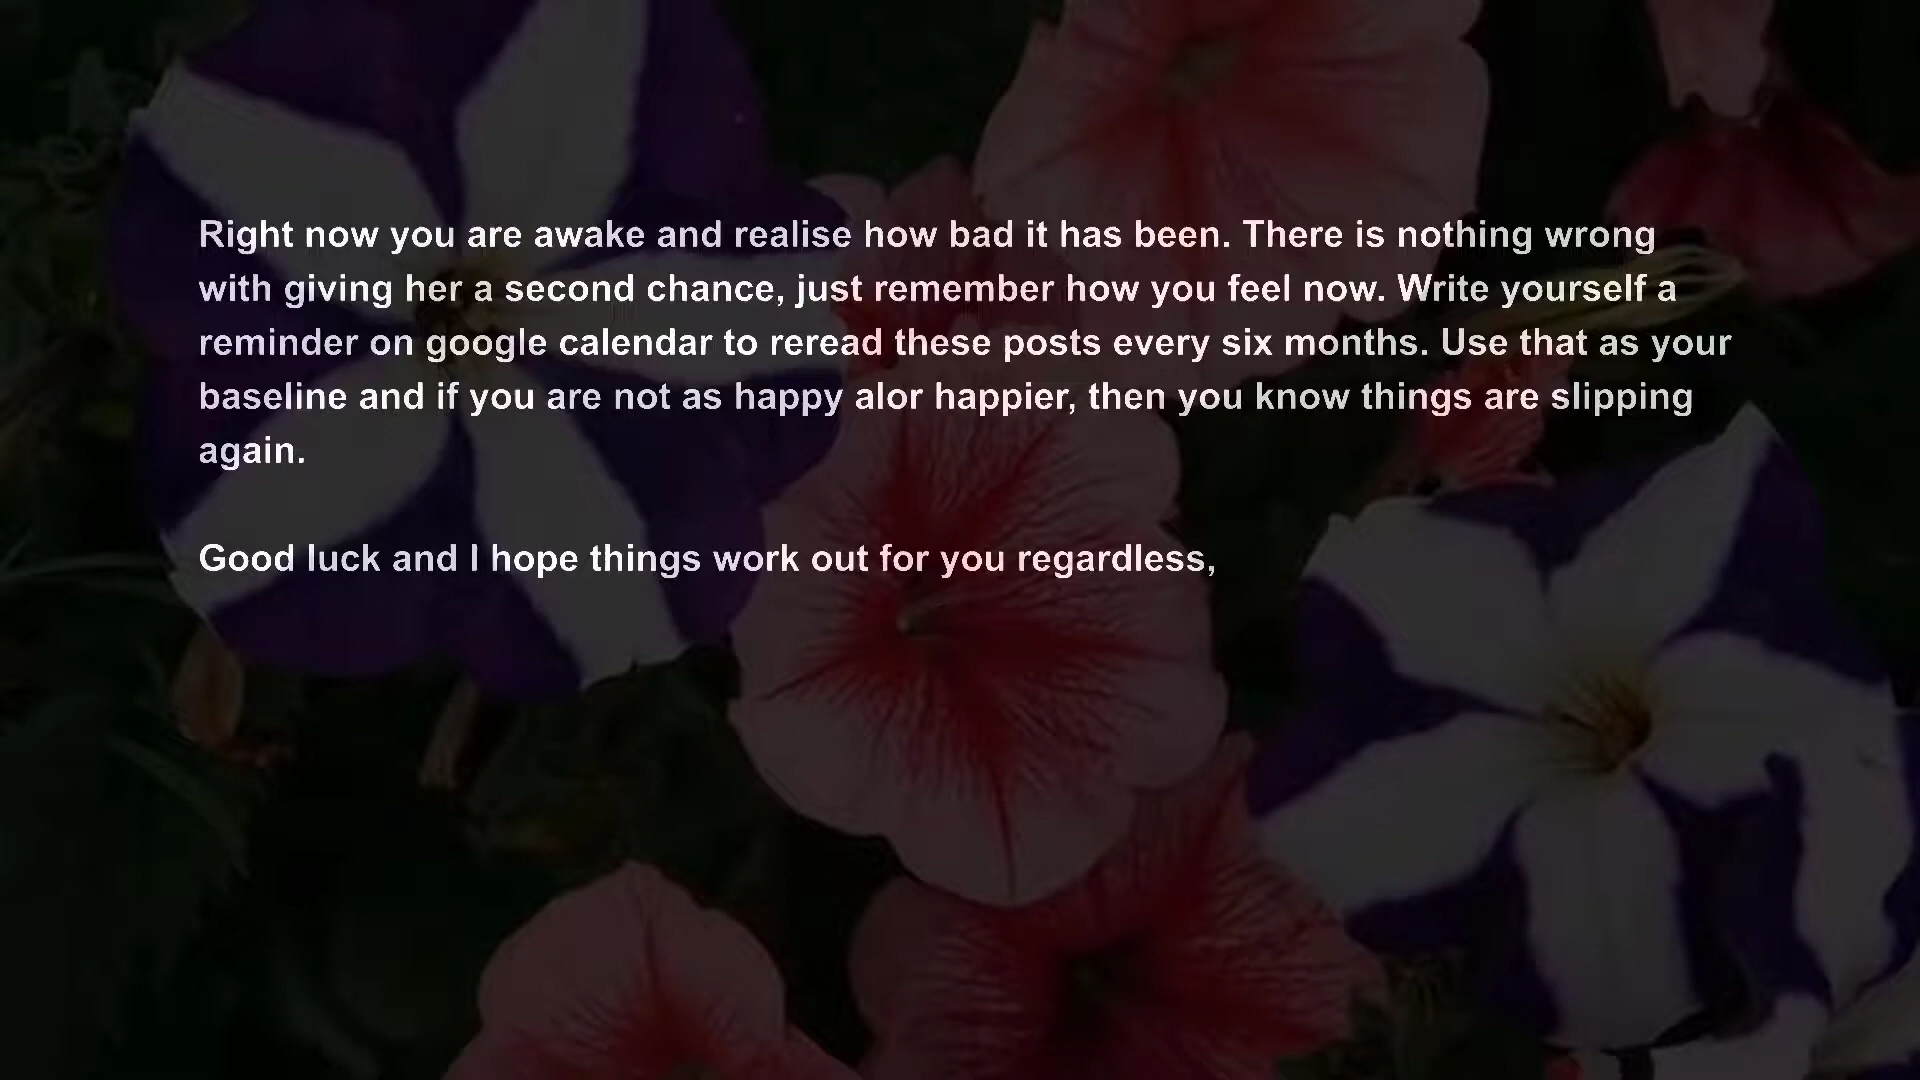 Right now you are awake and realise how bad it has been. There is nothing wrong
with giving her a second chance, just remember how you feel now. Write yourself a
reminder on google calendar to reread these posts every six months. Use that as your
baseline and if you are not as happy alor happier, then you know things are slipping
again.
Good luck and I hope things work out for you regardless,